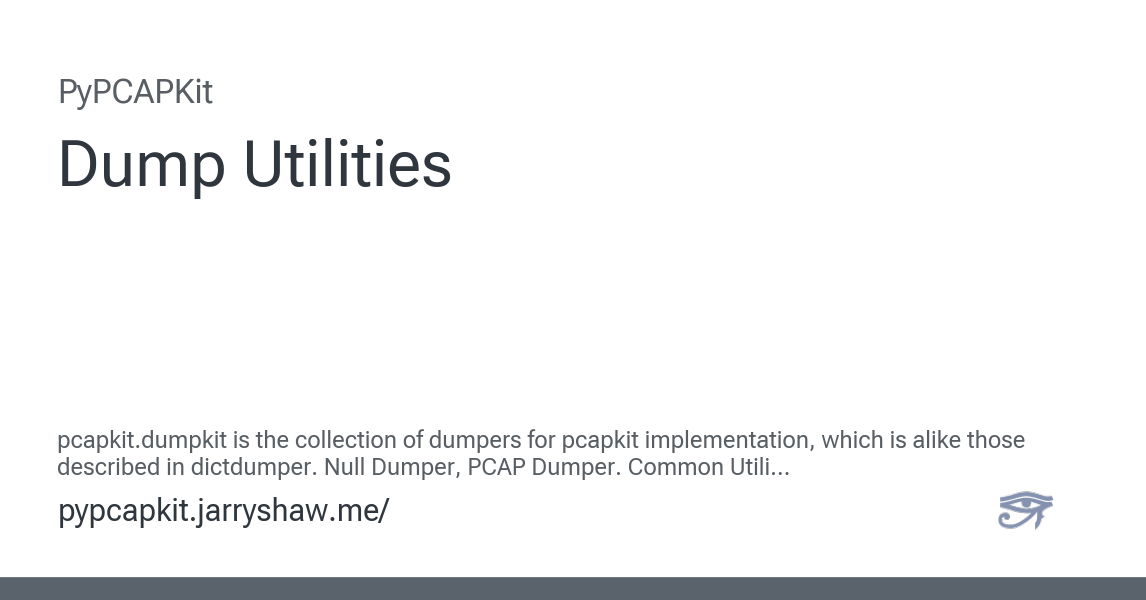 PyPCAPKit
Dump Utilities
pcapkit.dumpkit is the collection of dumpers for pcapkit implementation, which is alike those
described in dictdumper. Null Dumper, PCAP Dumper. Common Utili...
pypcapkit.jarryshaw.me/